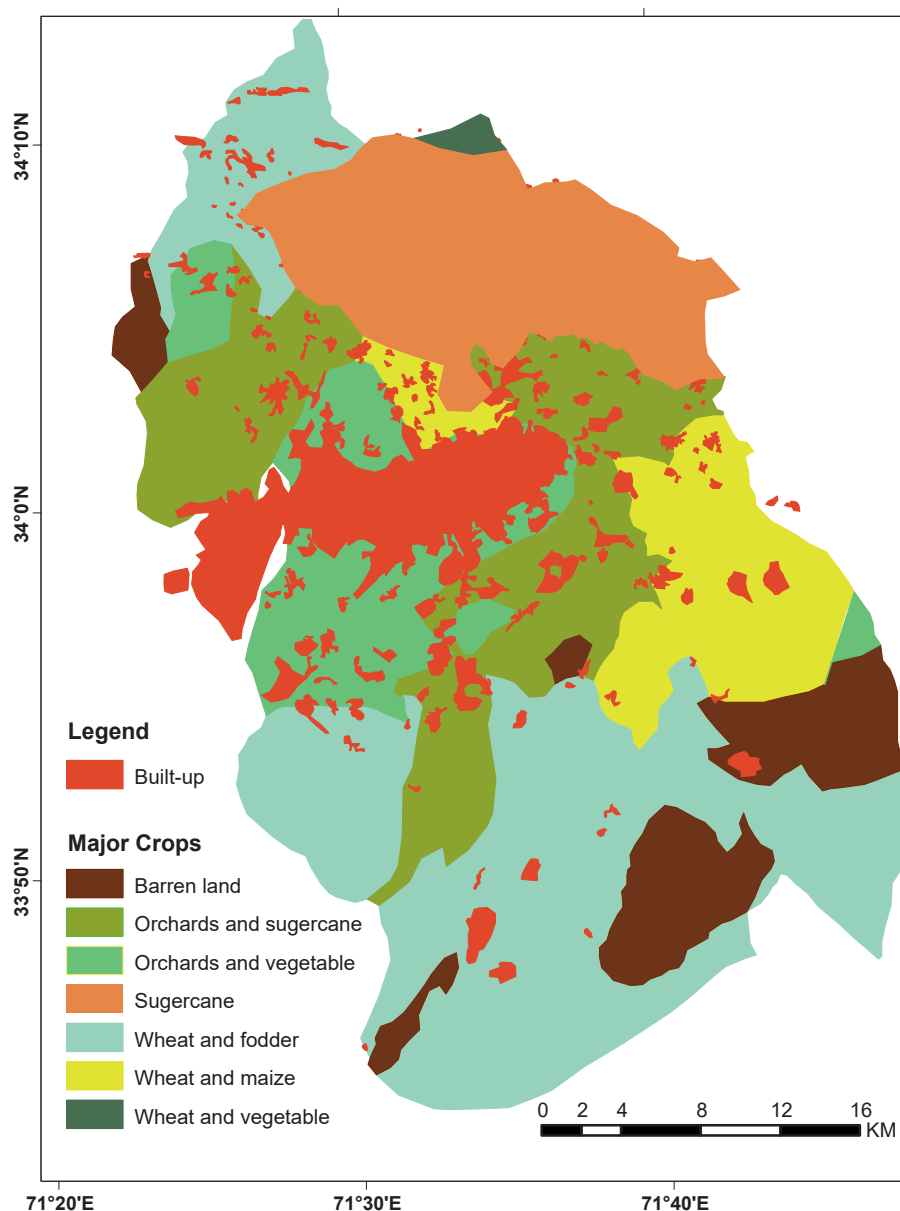 34°10'N
34°0'N
33°50'N
Legend
Built-up
Major Crops
Barren land
Orchards and sugercane
Orchards and vegetable
Sugercane
Wheat and fodder
Wheat and maize
Wheat and vegetable
0 2 4 8 12 16
KM
71°20'E 71°30'E 71°40'E